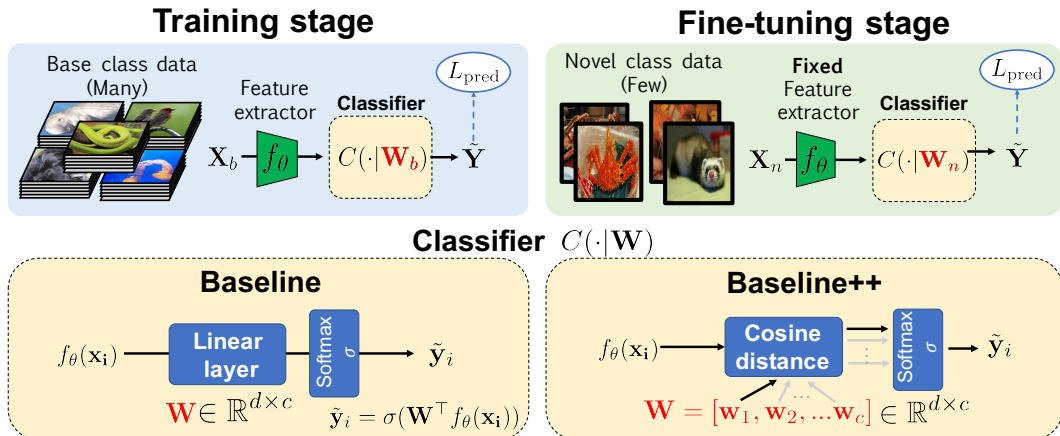 Training stage
Base class data
(Many)
Feature
extractor
Classifier
L_pred
X_b
f_θ
C(·|W_b)
Ỹ
Fine-tuning stage
Novel class data
(Few)
Fixed
Feature
extractor
Classifier
L_pred
X_n
f_θ
C(·|W_n)
Ỹ
Classifier C(·|W)
Baseline
f_θ(x_i)
Linear
layer
Softmax
σ
ỹ_i
W ∈ ℝ^{d×c}
ỹ_i = σ(W^⊤ f_θ(x_i))
Baseline++
f_θ(x_i)
Cosine
distance
...
⋮
Softmax
σ
ỹ_i
W = [w_1, w_2, ...w_c] ∈ ℝ^{d×c}